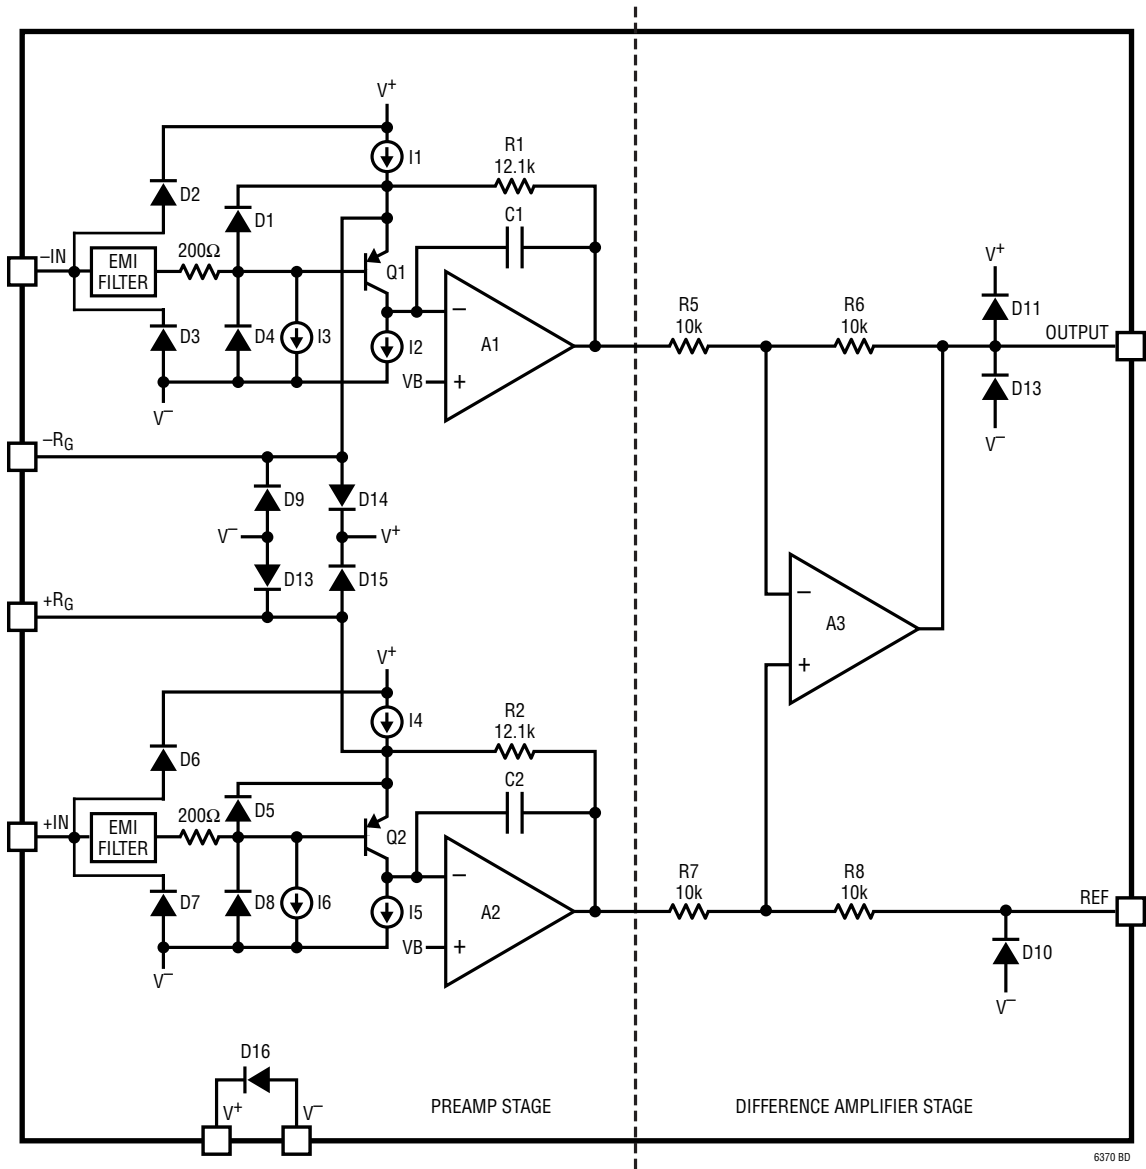 V+
I1
R1
12.1k
D2
D1
C1
–IN
EMI
FILTER
200Ω
Q1
–
A1
D3
D4
I3
I2
VB
+
V–
R5
10k
R6
10k
V+
D11
OUTPUT
D13
V–
–RG
D9
D14
V–
V+
D13
D15
+RG
–
A3
+
V+
I4
R2
12.1k
D6
D5
C2
+IN
EMI
FILTER
200Ω
Q2
–
A2
D7
D8
I6
I5
VB
+
V–
R7
10k
R8
10k
REF
D10
V–
D16
V+
V–
PREAMP STAGE
DIFFERENCE AMPLIFIER STAGE
6370 BD